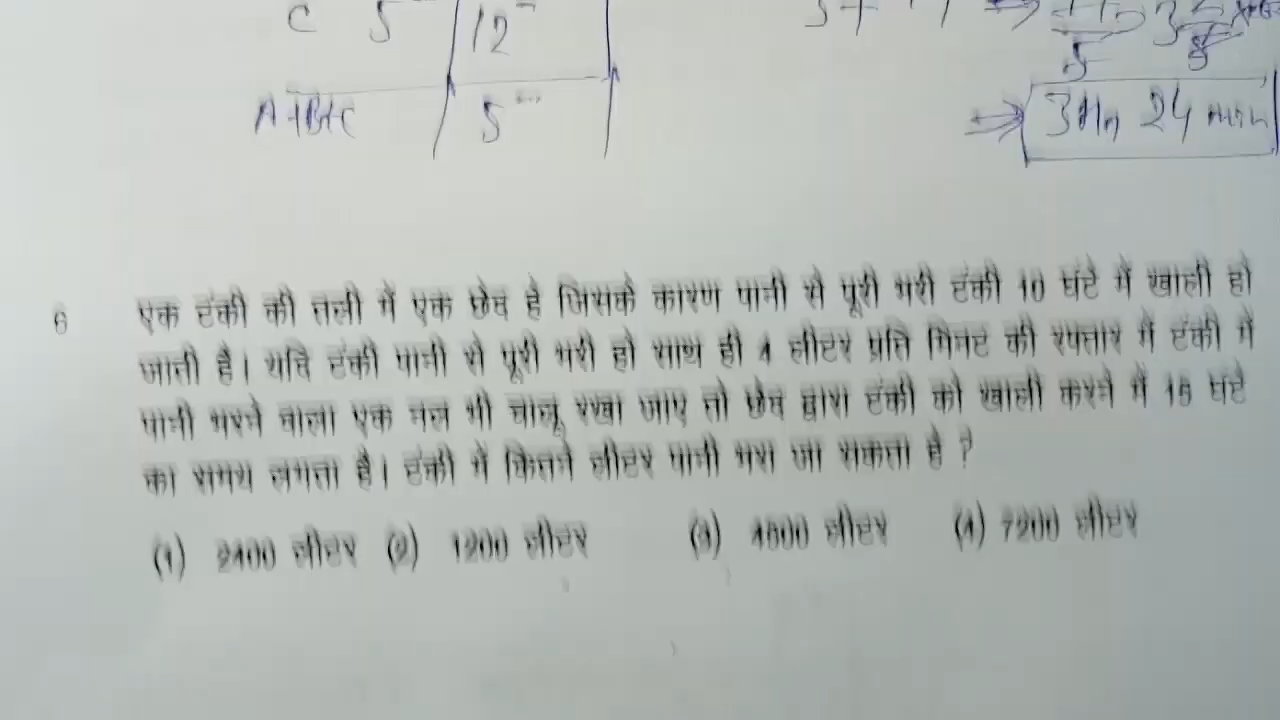 C 5 12
A+B+C 5
⇒ 3Hr 24 min
6 एक टंकी की तली में एक छेद है जिसके कारण पानी से पूरी भरी टंकी 10 घंटे में खाली हो
जाती है। यदि टंकी पानी से पूरी भरी हो साथ ही 4 लीटर प्रति मिनट की रफ्तार में टंकी में
पानी भरने वाला एक नल भी चालू रखा जाए तो छेद द्वारा टंकी को खाली करने में 15 घंटे
का समय लगता है। टंकी में कितने लीटर पानी भरा जा सकता है ?
(1) 2400 लीटर (2) 1200 लीटर (3) 4800 लीटर (4) 7200 लीटर